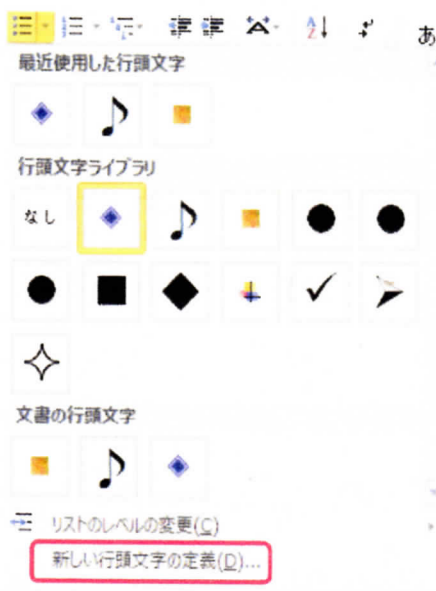 あ
最近使用した行頭文字
行頭文字ライブラリ
なし
文書の行頭文字
リストのレベルの変更(C)
新しい行頭文字の定義(D)...